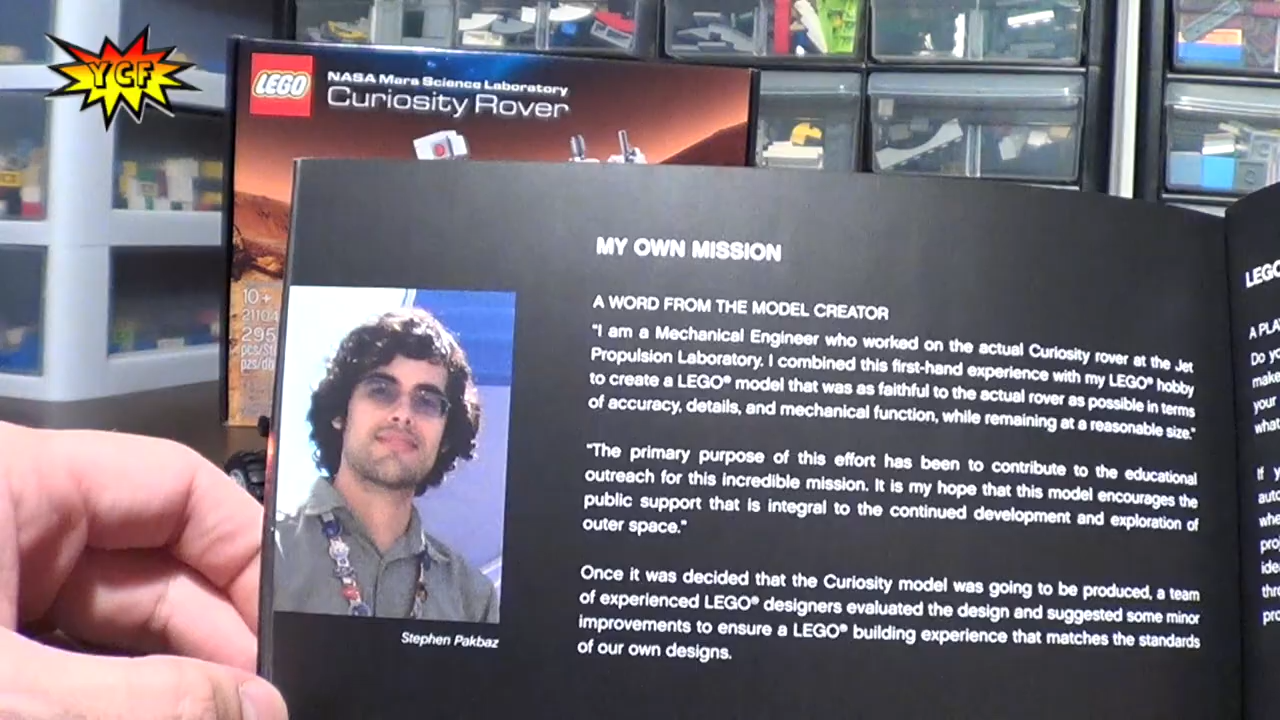 YCF
LEGO
NASA Mars Science Laboratory
Curiosity Rover
10+
21104
295
MY OWN MISSION
A WORD FROM THE MODEL CREATOR
"I am a Mechanical Engineer who worked on the actual Curiosity rover at the Jet
Propulsion Laboratory. I combined this first-hand experience with my LEGO® hobby
to create a LEGO® model that was as faithful to the actual rover as possible in terms
of accuracy, details, and mechanical function, while remaining at a reasonable size."
"The primary purpose of this effort has been to contribute to the educational
outreach for this incredible mission. It is my hope that this model encourages the
public support that is integral to the continued development and exploration of
outer space."
Once it was decided that the Curiosity model was going to be produced, a team
of experienced LEGO® designers evaluated the design and suggested some minor
improvements to ensure a LEGO® building experience that matches the standards
of our own designs.
Stephen Pakbaz
A
Do
make
your
If